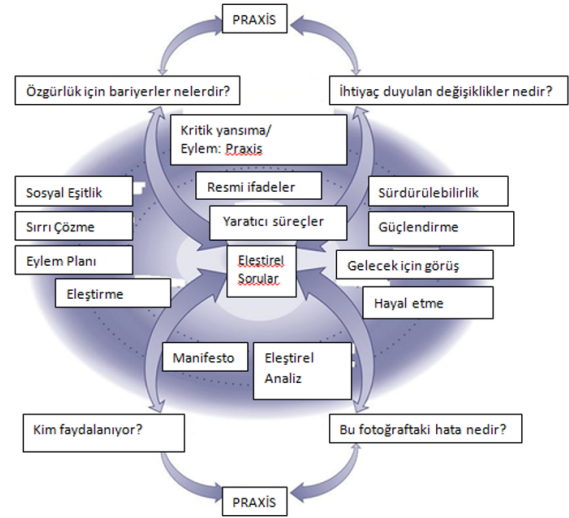 PRAXİS
Özgürlük için bariyerler nelerdir?
İhtiyaç duyulan değişiklikler nedir?
Kritik yansıma/
Eylem: Praxis
Resmi ifadeler
Sosyal Eşitlik
Sürdürülebilirlik
Yaratıcı süreçler
Sırrı Çözme
Güçlendirme
Eylem Planı
Eleştirel
Sorular
Gelecek için görüş
Eleştirme
Hayal etme
Manifesto
Eleştirel
Analiz
Kim faydalanıyor?
Bu fotoğraftaki hata nedir?
PRAXİS